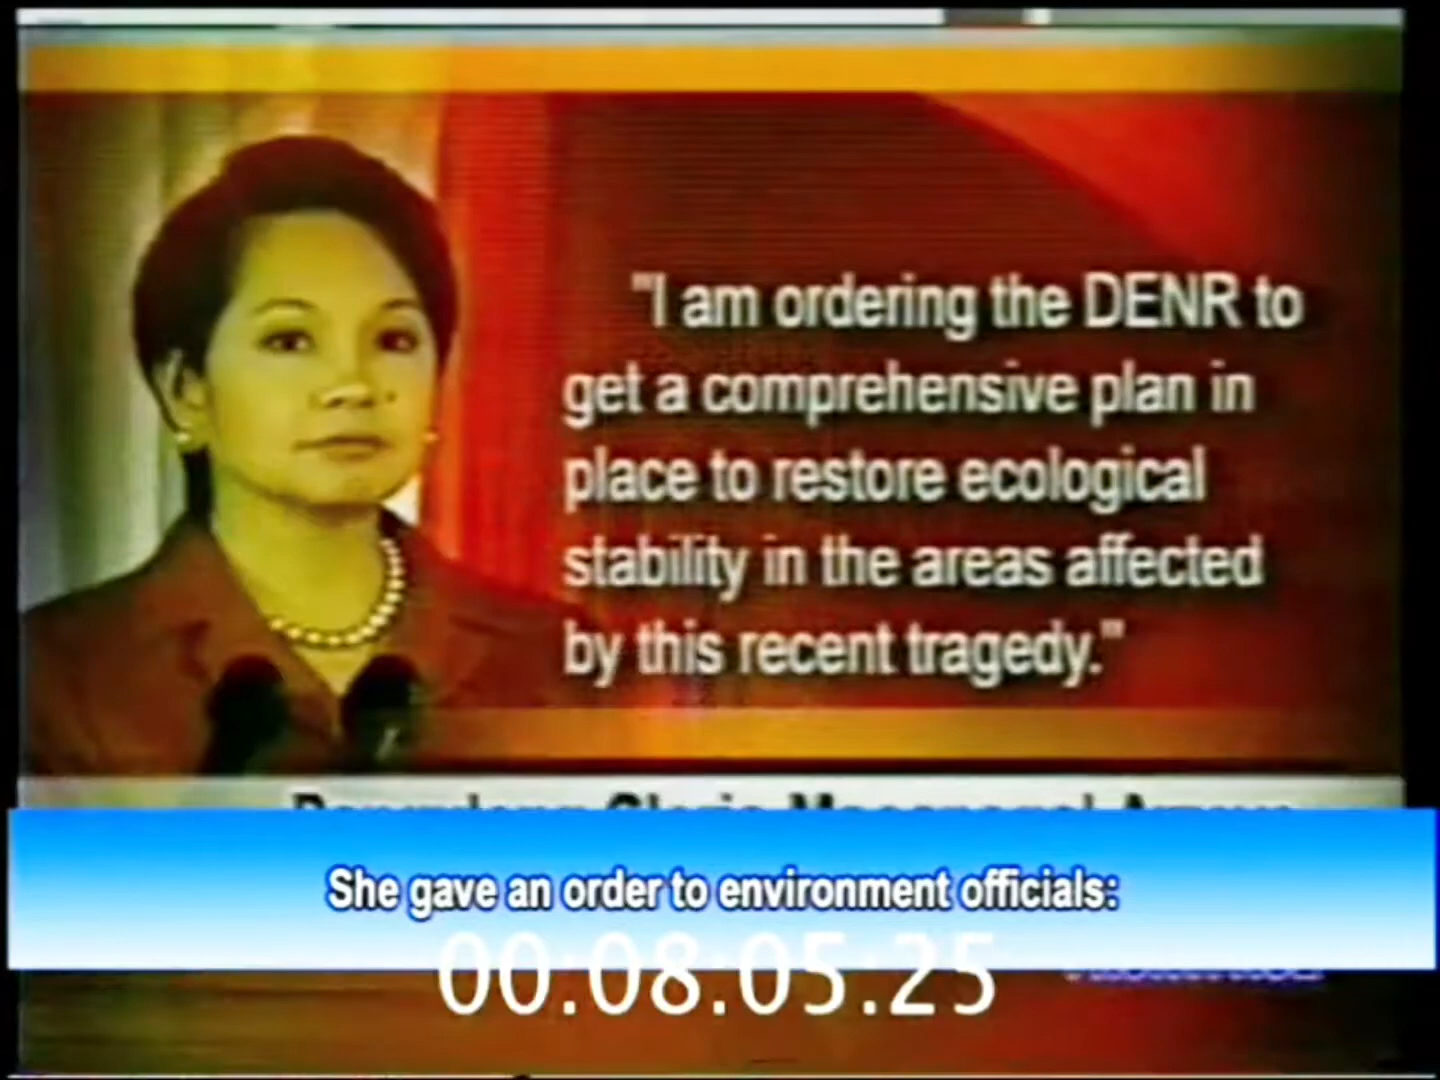 "I am ordering the DENR to
get a comprehensive plan in
place to restore ecological
stability in the areas affected
by this recent tragedy."
She gave an order to environment officials:
00:08:05:25